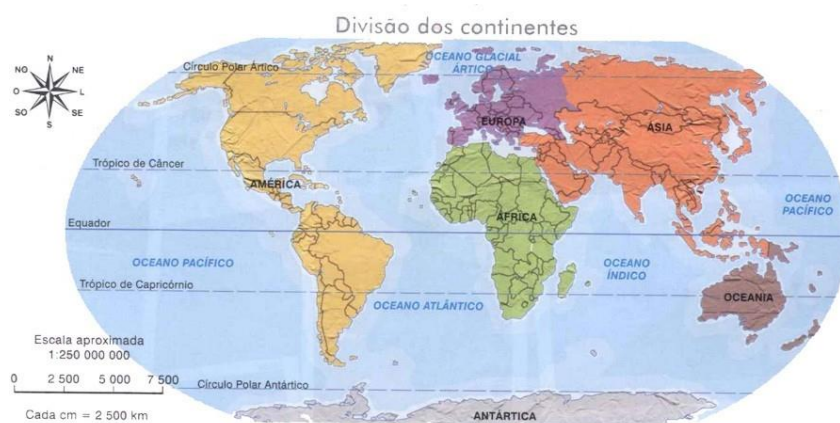 Divisão dos continentes
N
NO
NE
O
L
SO
SE
S
OCEANO GLACIAL
ÁRTICO
Círculo Polar Ártico
EUROPA
ÁSIA
Trópico de Câncer
AMÉRICA
OCEANO
PACÍFICO
ÁFRICA
Equador
OCEANO PACÍFICO
OCEANO
ÍNDICO
Trópico de Capricórnio
OCEANO ATLÂNTICO
OCEANIA
Escala aproximada
1:250 000 000
0 2 500 5 000 7 500
Cada cm = 2 500 km
Círculo Polar Antártico
ANTÁRTICA